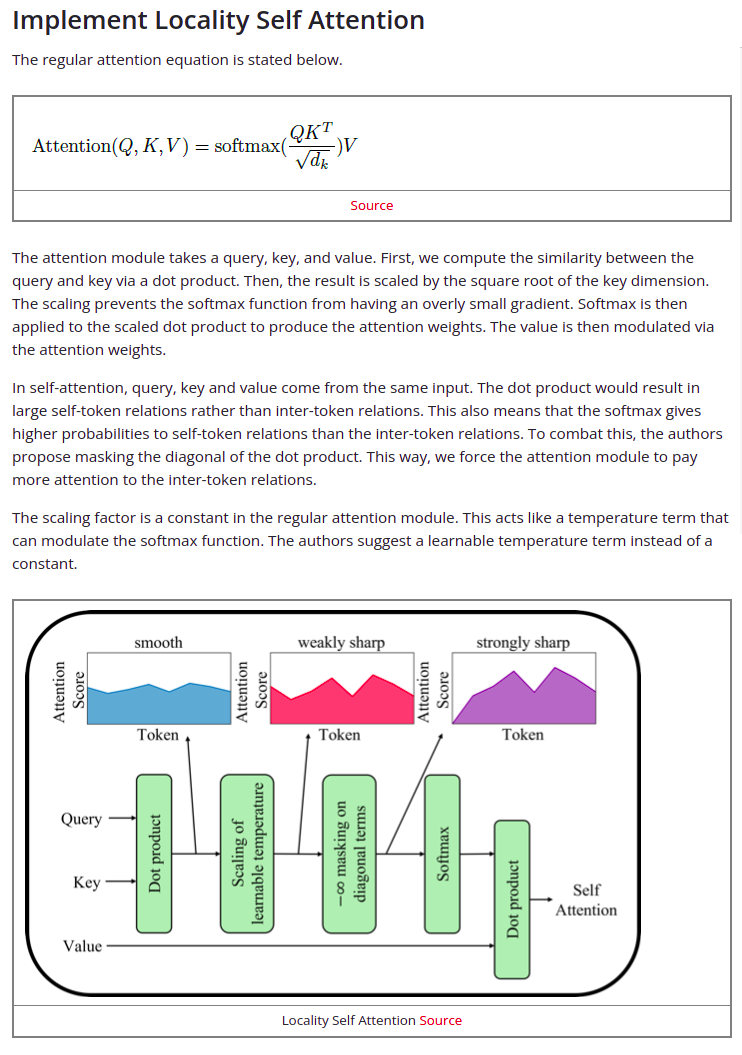 Implement Locality Self Attention
The regular attention equation is stated below.
Attention(Q, K, V) = softmax(QK^T/√d_k)V
Source
The attention module takes a query, key, and value. First, we compute the similarity between the
query and key via a dot product. Then, the result is scaled by the square root of the key dimension.
The scaling prevents the softmax function from having an overly small gradient. Softmax is then
applied to the scaled dot product to produce the attention weights. The value is then modulated via
the attention weights.
In self-attention, query, key and value come from the same input. The dot product would result in
large self-token relations rather than inter-token relations. This also means that the softmax gives
higher probabilities to self-token relations than the inter-token relations. To combat this, the authors
propose masking the diagonal of the dot product. This way, we force the attention module to pay
more attention to the inter-token relations.
The scaling factor is a constant in the regular attention module. This acts like a temperature term that
can modulate the softmax function. The authors suggest a learnable temperature term instead of a
constant.
smooth
weakly sharp
strongly sharp
Attention
Score
Attention
Score
Attention
Score
Token
Token
Token
Query
Key
Value
Dot product
Scaling of
learnable temperature
−∞ masking on
diagonal terms
Softmax
Dot product
Self
Attention
Locality Self Attention Source